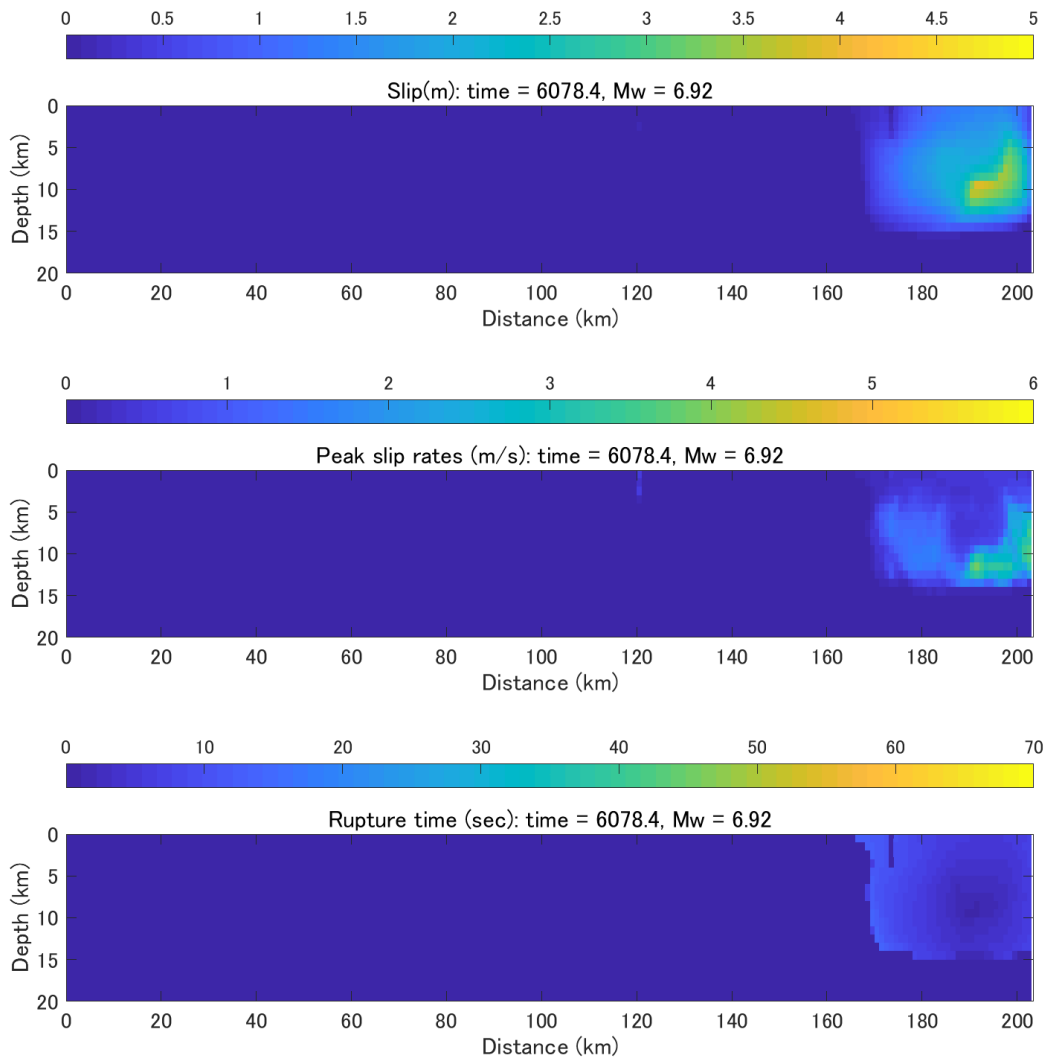 0 0.5 1 1.5 2 2.5 3 3.5 4 4.5 5
Slip(m): time = 6078.4, Mw = 6.92
0
5
10
15
20
Depth (km)
0 20 40 60 80 100 120 140 160 180 200
Distance (km)
0 1 2 3 4 5 6
Peak slip rates (m/s): time = 6078.4, Mw = 6.92
0
5
10
15
20
Depth (km)
0 20 40 60 80 100 120 140 160 180 200
Distance (km)
0 10 20 30 40 50 60 70
Rupture time (sec): time = 6078.4, Mw = 6.92
0
5
10
15
20
Depth (km)
0 20 40 60 80 100 120 140 160 180 200
Distance (km)